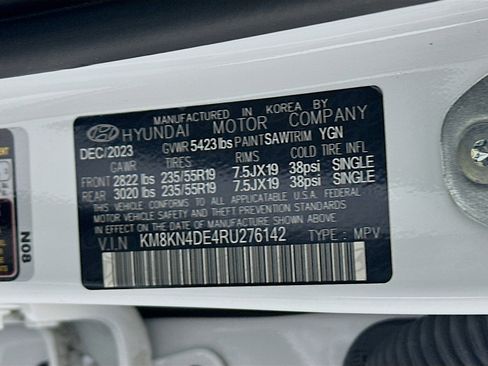 MANUFACTURED IN KOREA BY
HYUNDAI MOTOR COMPANY
DEC/2023 GVWR 5423 lbs PAINT SAW TRIM YGN
GAWR TIRES RIMS COLD TIRE INFL
FRONT 2822 lbs 235/55R19 7.5JX19 38psi SINGLE
REAR 3020 lbs 235/55R19 7.5JX19 38psi SINGLE
THIS VEHICLE CONFORMS TO ALL APPLICABLE U.S.A. FEDERAL
MOTOR VEHICLE SAFETY AND THEFT PREVENTION STANDARDS
IN EFFECT ON THE DATE OF MANUFACTURE SHOWN ABOVE.
V.I.N KM8KN4DE4RU276142 TYPE : MPV
N08